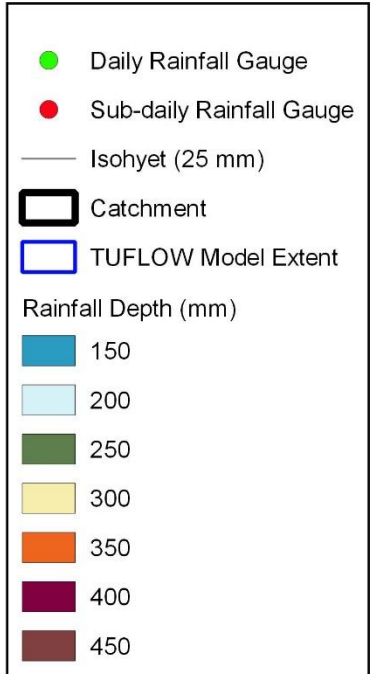 Daily Rainfall Gauge
Sub-daily Rainfall Gauge
Isohyet (25 mm)
Catchment
TUFLOW Model Extent
Rainfall Depth (mm)
150
200
250
300
350
400
450